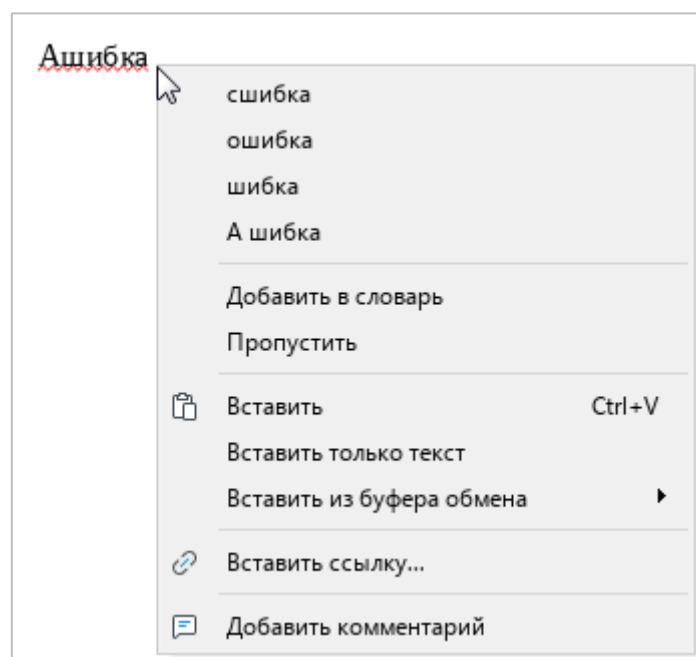 Ашибка
сшибка
ошибка
шибка
А шибка
Добавить в словарь
Пропустить
Вставить Ctrl+V
Вставить только текст
Вставить из буфера обмена
Вставить ссылку...
Добавить комментарий